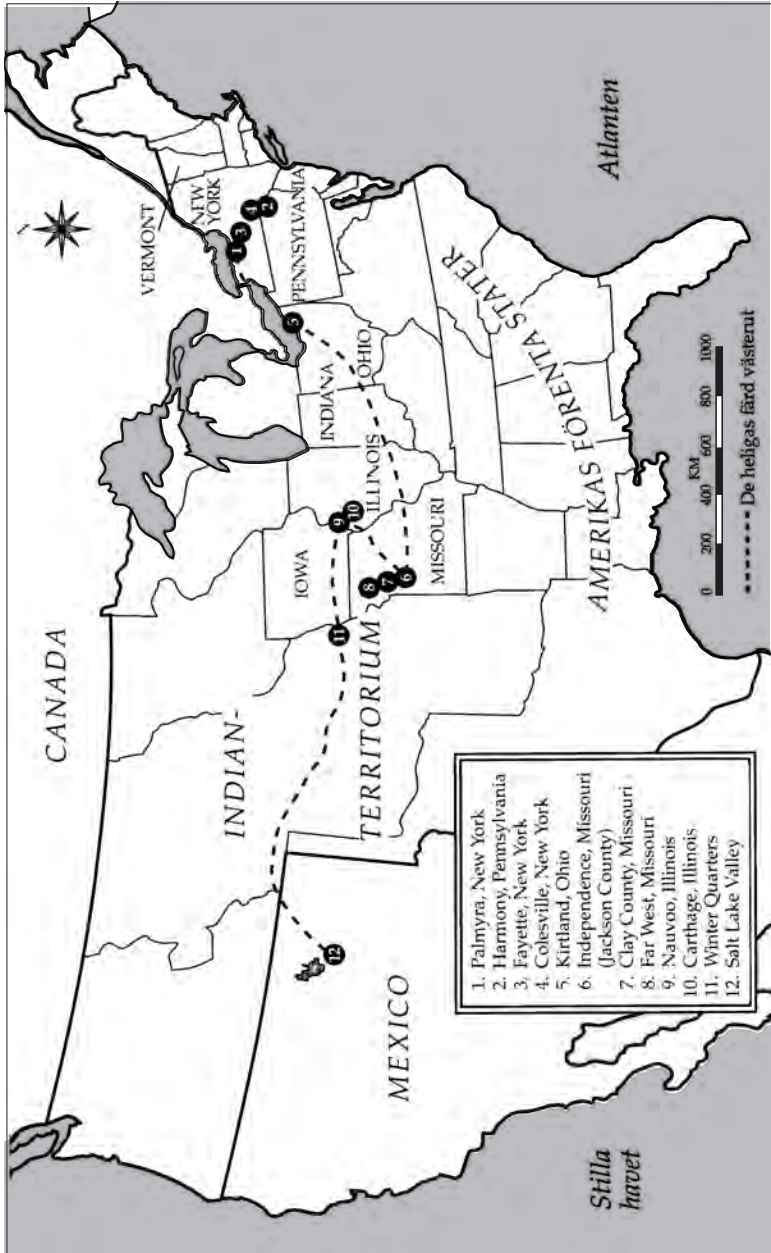 CANADA
N
VERMONT
NEW
YORK
PENNSYLVANIA
INDIANA
OHIO
ILLINOIS
IOWA
MISSOURI
INDIAN-
TERRITORIUM
MEXICO
AMERIKAS FÖRENTA STATER
Atlanten
Stilla
havet
1
3
4
2
5
9
10
8
7
6
11
12
1. Palmyra, New York
2. Harmony, Pennsylvania
3. Fayette, New York
4. Colesville, New York
5. Kirtland, Ohio
6. Independence, Missouri
(Jackson County)
7. Clay County, Missouri
8. Far West, Missouri
9. Nauvoo, Illinois
10. Carthage, Illinois
11. Winter Quarters
12. Salt Lake Valley
KM
0 200 400 600 800 1000
De heligas färd västerut